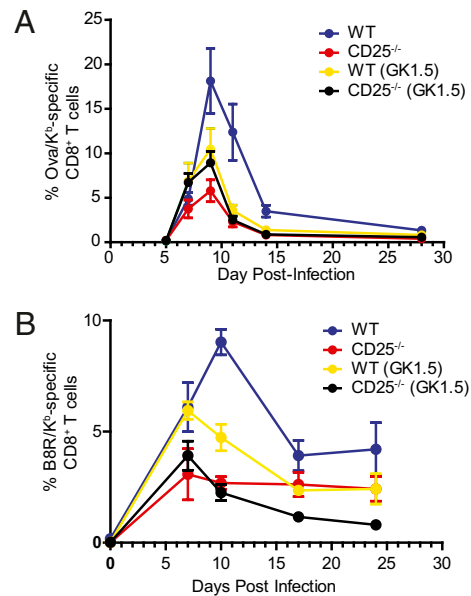 A
% Ova/Kᵇ-specific
CD8⁺ T cells
25
20
15
10
5
0
0 5 10 15 20 25 30
Day Post-Infection
WT
CD25⁻/⁻
WT (GK1.5)
CD25⁻/⁻ (GK1.5)
B
% B8R/Kᵇ-specific
CD8⁺ T cells
10
5
0
0 5 10 15 20 25 30
Days Post Infection
WT
CD25⁻/⁻
WT (GK1.5)
CD25⁻/⁻ (GK1.5)